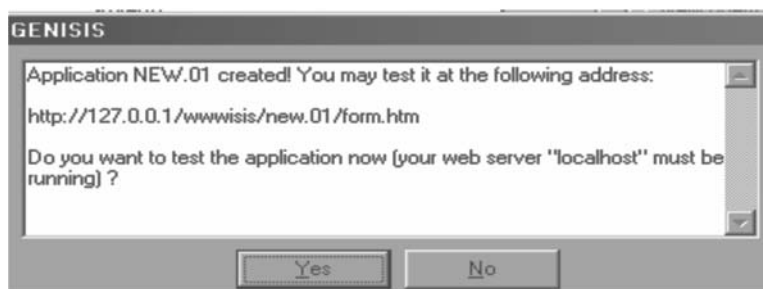 GENISIS
Application NEW.01 created! You may test it at the following address:
http://127.0.0.1/wwwisis/new.01/form.htm
Do you want to test the application now (your web server "localhost" must be
running) ?
Yes
No